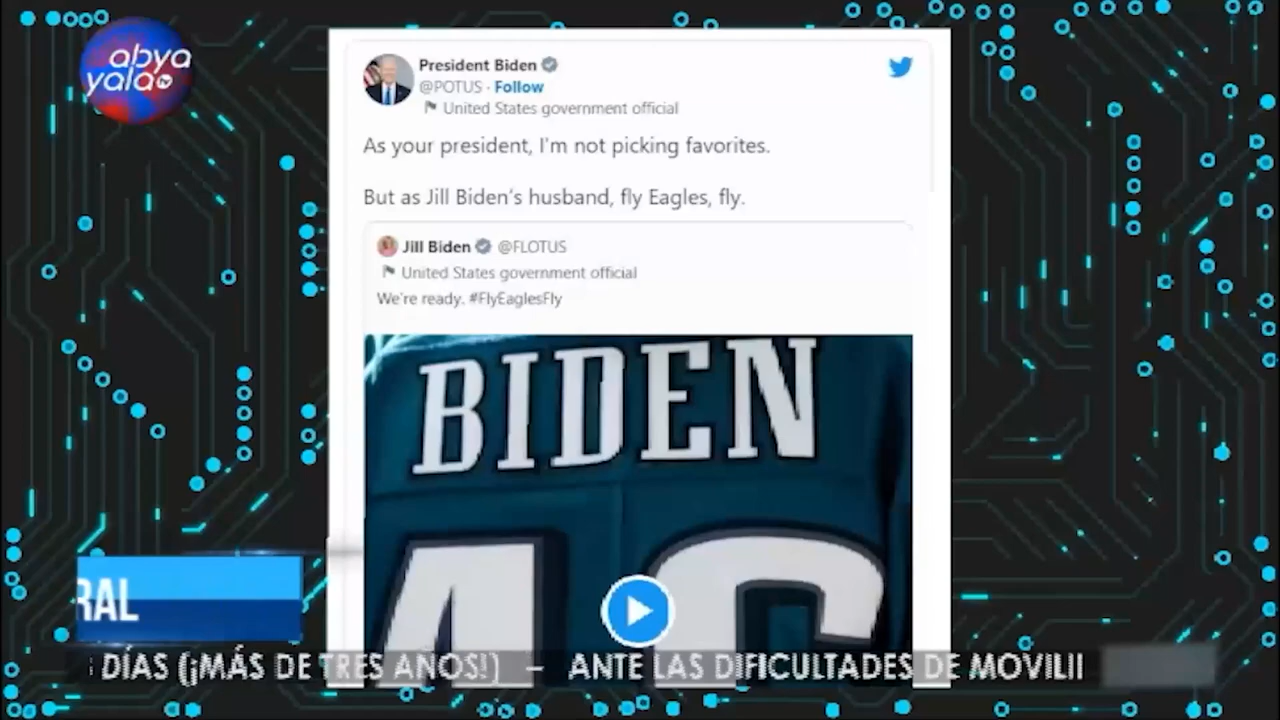 abya
yala tv
President Biden
@POTUS · Follow
United States government official
As your president, I'm not picking favorites.
But as Jill Biden's husband, fly Eagles, fly.
Jill Biden @FLOTUS
United States government official
We're ready. #FlyEaglesFly
BIDEN
46
RAL
DÍAS (¡MÁS DE TRES AÑOS!) – ANTE LAS DIFICULTADES DE MOVILI